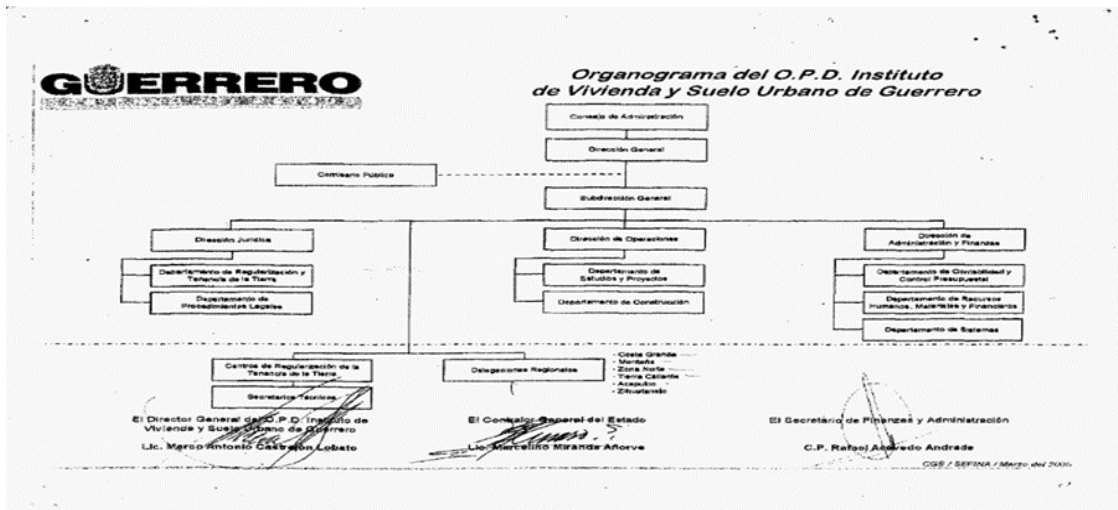 GUERRERO
Organograma del O.P.D. Instituto
de Vivienda y Suelo Urbano de Guerrero
Consejo de Administración
Dirección General
Comisario Público
Subdirección General
Dirección Jurídica
Departamento de Regularización y
Tenencia de la Tierra
Departamento de
Procedimientos Legales
Dirección de Operaciones
Departamento de
Estudios y Proyectos
Departamento de Construcción
Dirección de
Administración y Finanzas
Departamento de Contabilidad y
Control Presupuestal
Departamento de Recursos
Humanos, Materiales y Financieros
Departamento de Sistemas
Centros de Regularización de la
Tenencia de la Tierra
Secretarios Técnicos
Delegaciones Regionales
- Costa Grande
- Montaña
- Zona Norte
- Tierra Caliente
- Acapulco
- Zihuatanejo
El Director General del O.P.D. Instituto de
Vivienda y Suelo Urbano de Guerrero
Lic. Marco Antonio Castrejón Lobato
El Contralor General del Estado
Lic. Marcelino Miranda Añorve
El Secretario de Finanzas y Administración
C.P. Rafael Acevedo Andrade
CGE / SEFINA / Marzo del